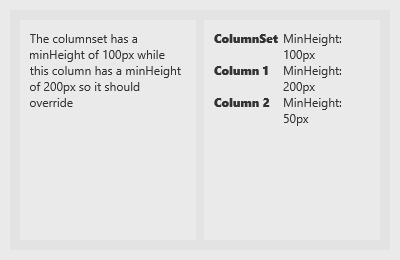 The columnset has a
minHeight of 100px while
this column has a minHeight
of 200px so it should
override
ColumnSet MinHeight:
100px
Column 1 MinHeight:
200px
Column 2 MinHeight:
50px